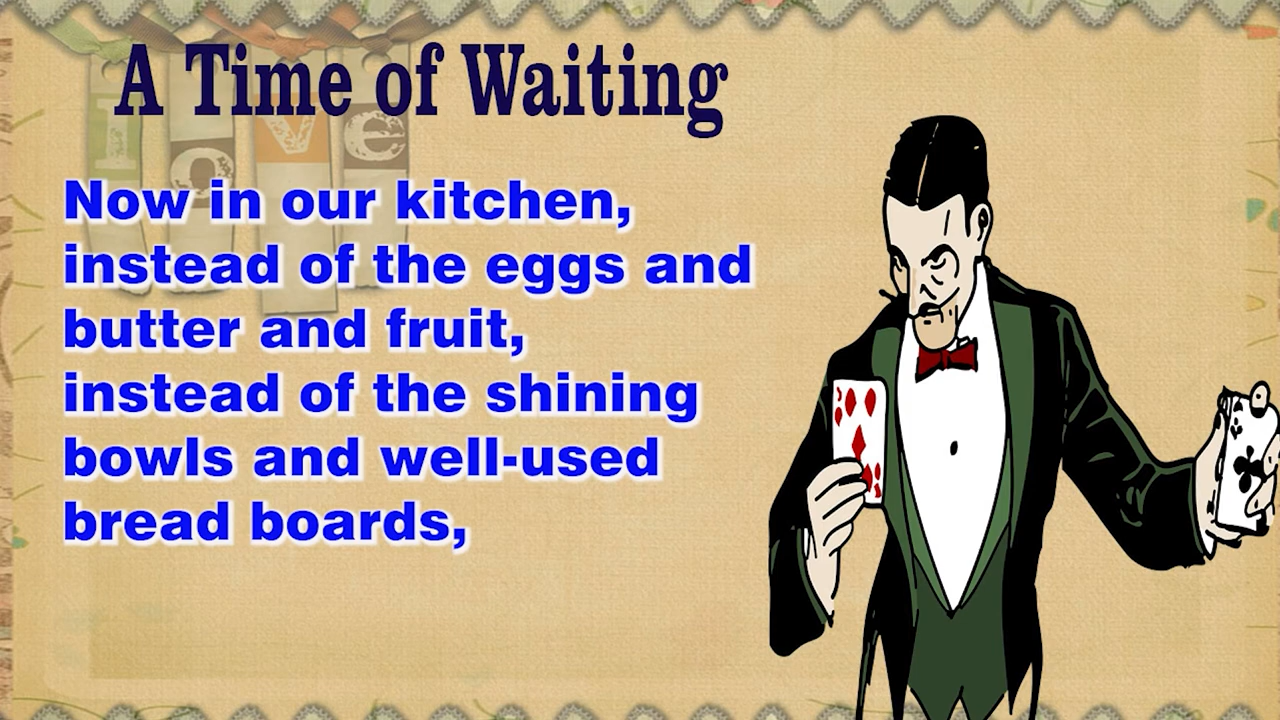 A Time of Waiting
love
Now in our kitchen,
instead of the eggs and
butter and fruit,
instead of the shining
bowls and well-used
bread boards,